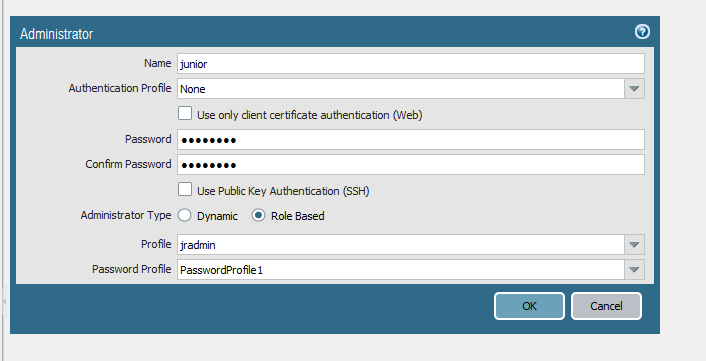 Administrator
Name junior
Authentication Profile None
Use only client certificate authentication (Web)
Password ●●●●●●●●
Confirm Password ●●●●●●●●
Use Public Key Authentication (SSH)
Administrator Type Dynamic Role Based
Profile jradmin
Password Profile PasswordProfile1
OK Cancel